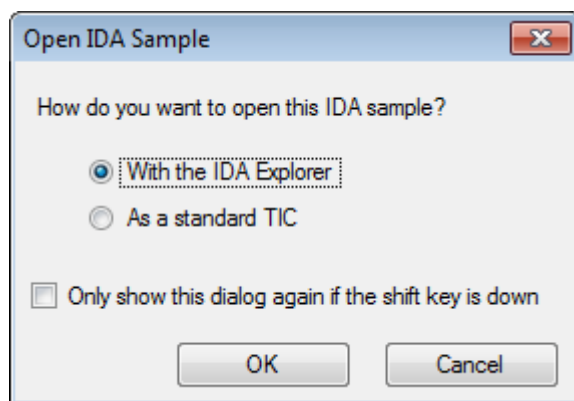 Open IDA Sample
How do you want to open this IDA sample?
With the IDA Explorer
As a standard TIC
Only show this dialog again if the shift key is down
OK
Cancel